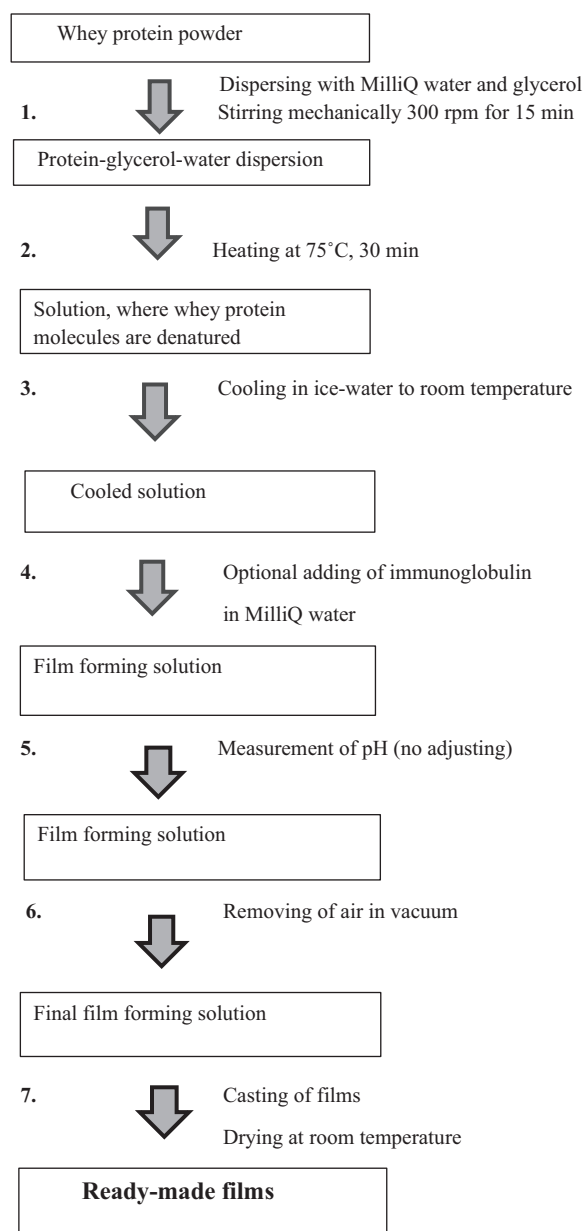 Whey protein powder
Dispersing with MilliQ water and glycerol
1. Stirring mechanically 300 rpm for 15 min
Protein-glycerol-water dispersion
2. Heating at 75˚C, 30 min
Solution, where whey protein
molecules are denatured
3. Cooling in ice-water to room temperature
Cooled solution
4. Optional adding of immunoglobulin
in MilliQ water
Film forming solution
5. Measurement of pH (no adjusting)
Film forming solution
6. Removing of air in vacuum
Final film forming solution
7. Casting of films
Drying at room temperature
Ready-made films